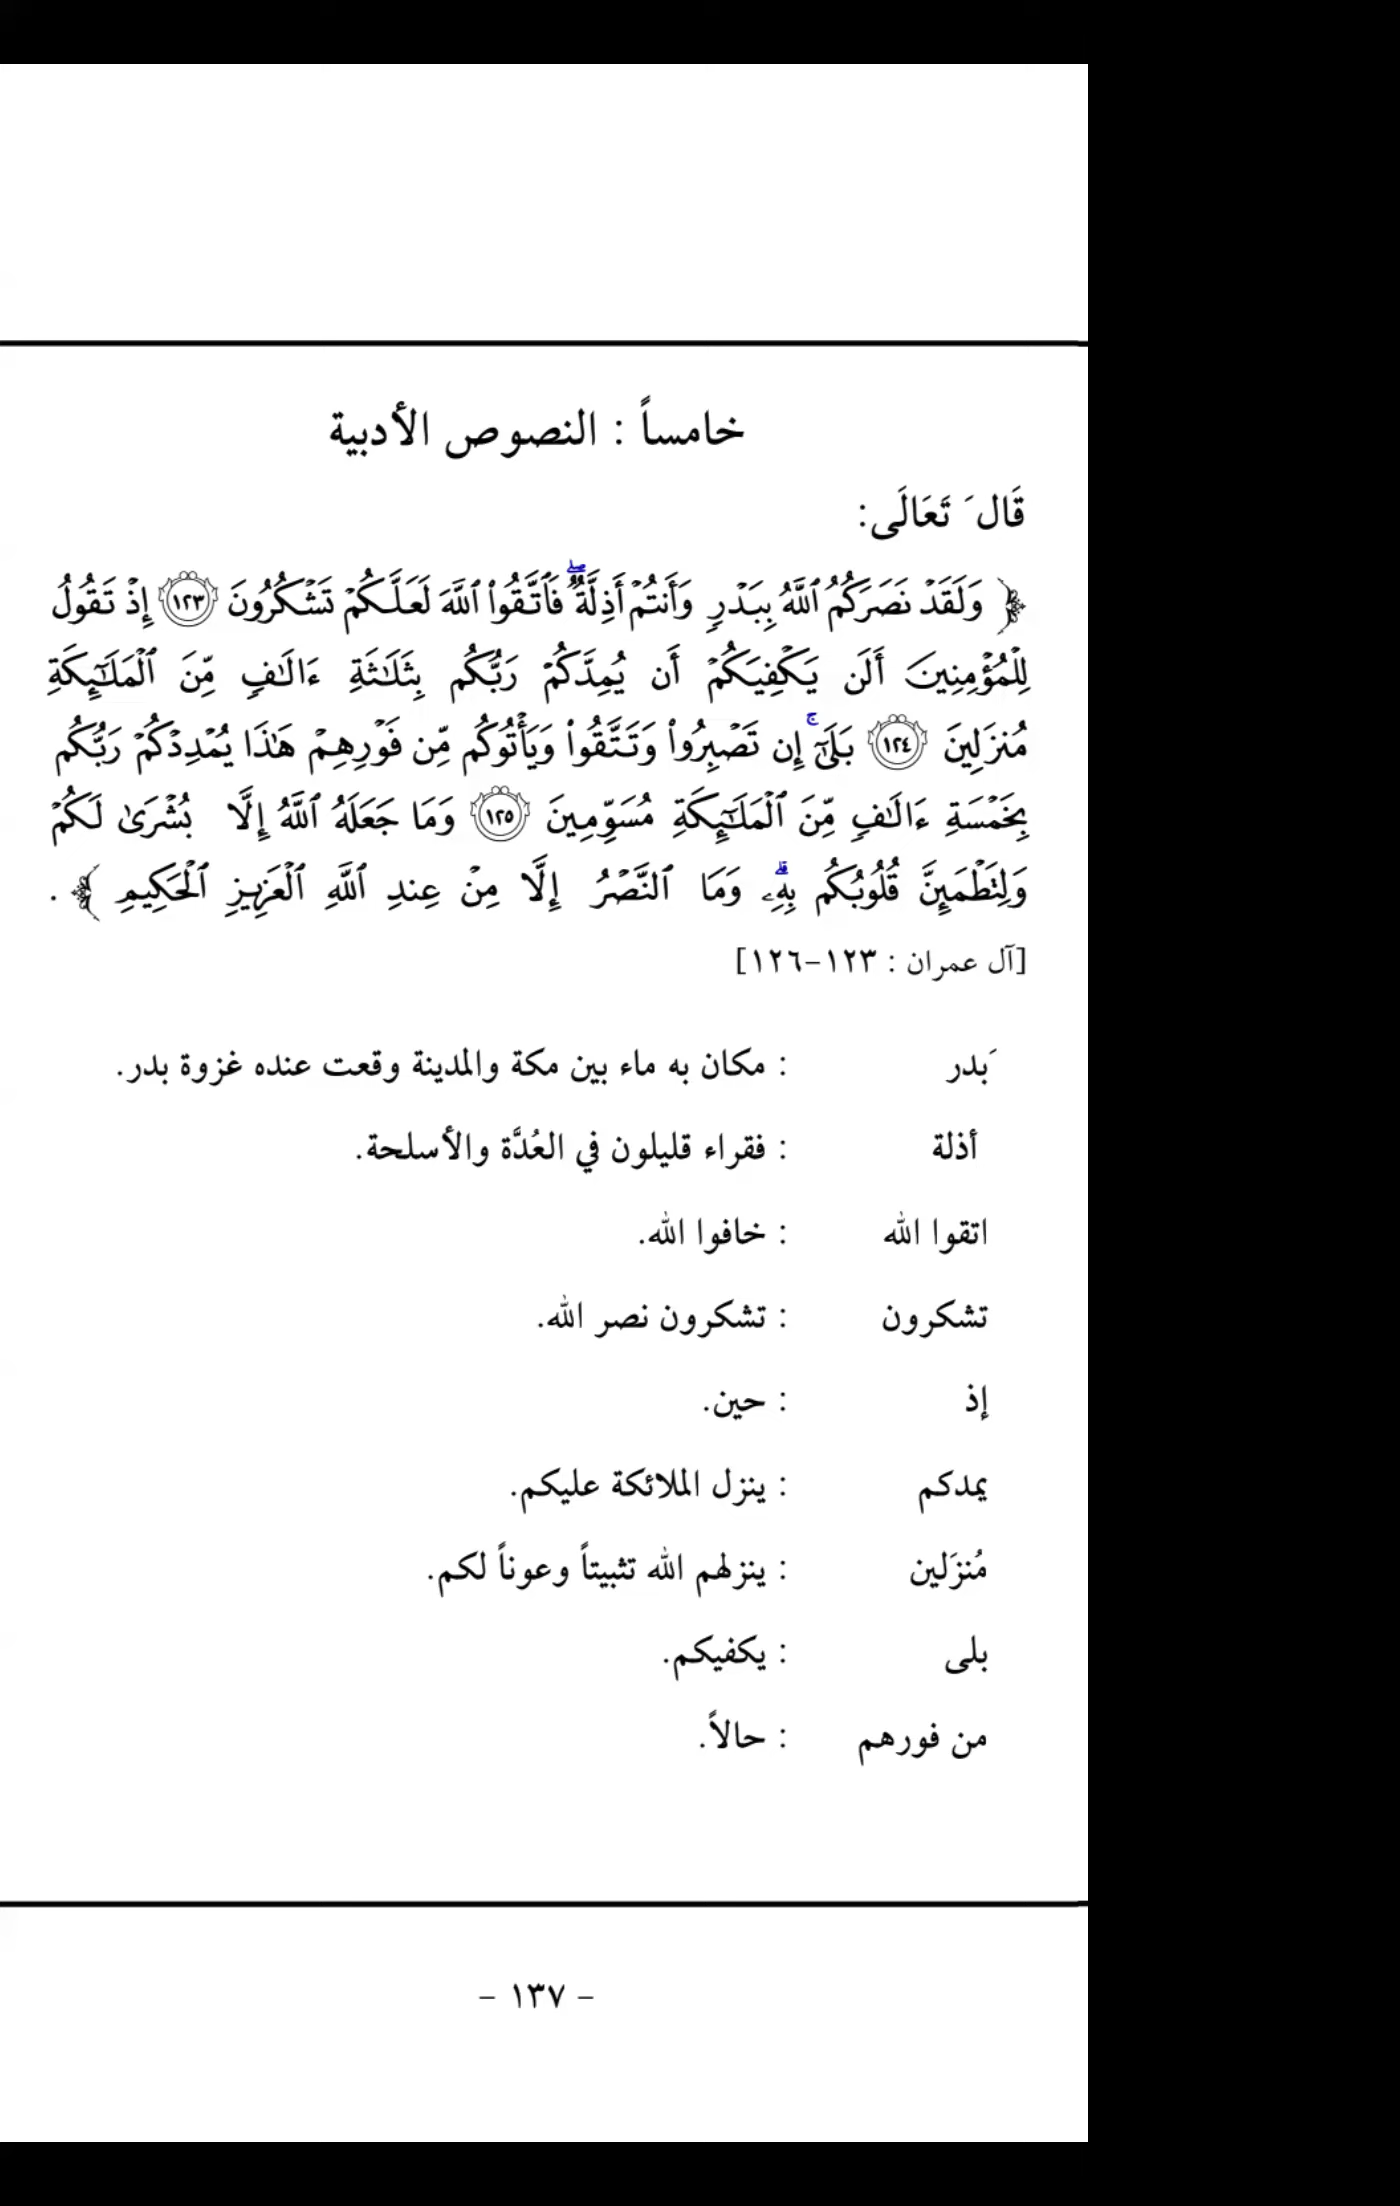 خامساً : النصوص الأدبية
قَالَ تَعَالَى:
﴿ وَلَقَدۡ نَصَرَكُمُ ٱللَّهُ بِبَدۡرٖ وَأَنتُمۡ أَذِلَّةٞۖ فَٱتَّقُواْ ٱللَّهَ لَعَلَّكُمۡ تَشۡكُرُونَ ١٢٣ إِذۡ تَقُولُ
لِلۡمُؤۡمِنِينَ أَلَن يَكۡفِيَكُمۡ أَن يُمِدَّكُمۡ رَبُّكُم بِثَلَٰثَةِ ءَالَٰفٖ مِّنَ ٱلۡمَلَٰٓئِكَةِ
مُنزَلِينَ ١٢٤ بَلَىٰٓۚ إِن تَصۡبِرُواْ وَتَتَّقُواْ وَيَأۡتُوكُم مِّن فَوۡرِهِمۡ هَٰذَا يُمۡدِدۡكُمۡ رَبُّكُم
بِخَمۡسَةِ ءَالَٰفٖ مِّنَ ٱلۡمَلَٰٓئِكَةِ مُسَوِّمِينَ ١٢٥ وَمَا جَعَلَهُ ٱللَّهُ إِلَّا بُشۡرَىٰ لَكُمۡ
وَلِتَطۡمَئِنَّ قُلُوبُكُم بِهِۦۗ وَمَا ٱلنَّصۡرُ إِلَّا مِنۡ عِندِ ٱللَّهِ ٱلۡعَزِيزِ ٱلۡحَكِيمِ ﴾ .
[آل عمران : ١٢٣–١٢٦]
بَدر : مكان به ماء بين مكة والمدينة وقعت عنده غزوة بدر.
أذلة : فقراء قليلون في العُدَّة والأسلحة.
اتقوا الله : خافوا الله.
تشكرون : تشكرون نصر الله.
إذ : حين.
يمدكم : ينزل الملائكة عليكم.
مُنزَلين : ينزلهم الله تثبيتاً وعوناً لكم.
بلى : يكفيكم.
من فورهم : حالاً.
– ١٣٧ –